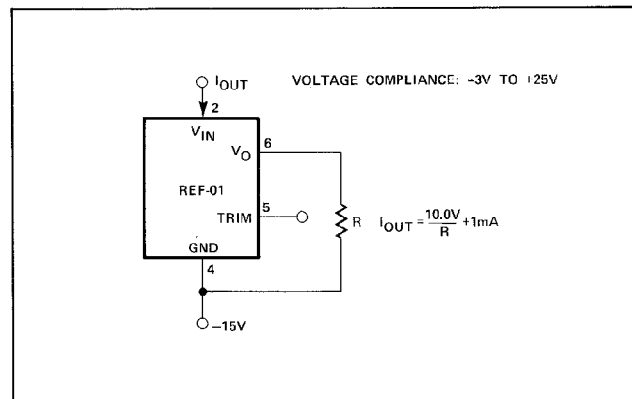 IOUT
VOLTAGE COMPLIANCE: -3V TO +25V
2
VIN
VO
6
REF-01
TRIM
5
R
IOUT = 10.0V/R +1mA
GND
4
-15V